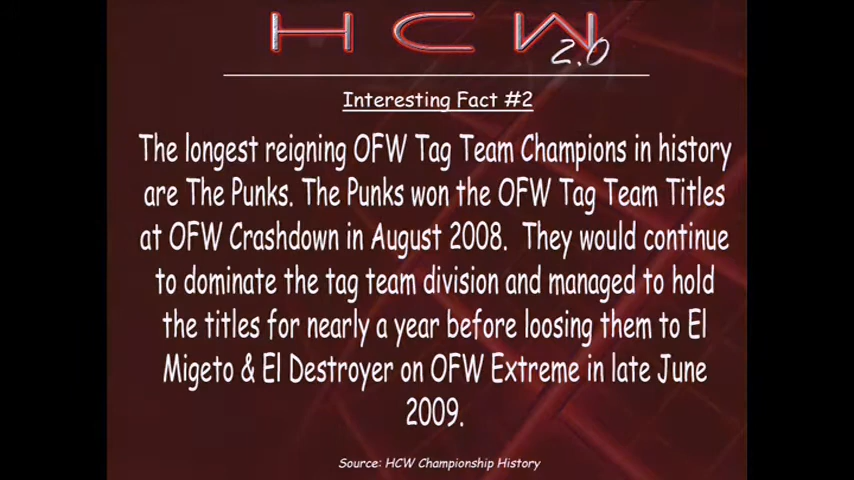 HCW
2.0
Interesting Fact #2
The longest reigning OFW Tag Team Champions in history
are The Punks. The Punks won the OFW Tag Team Titles
at OFW Crashdown in August 2008. They would continue
to dominate the tag team division and managed to hold
the titles for nearly a year before loosing them to El
Migeto & El Destroyer on OFW Extreme in late June
2009.
Source: HCW Championship History